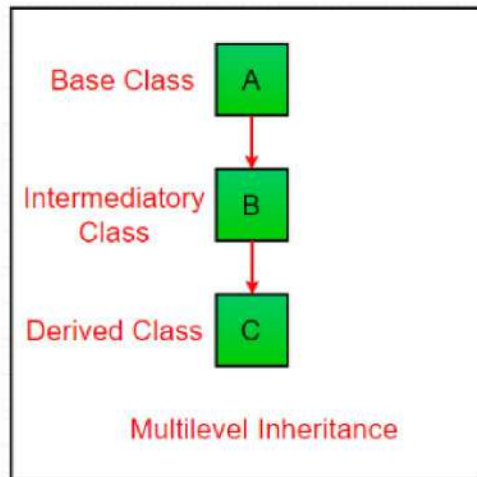 Base Class
A
Intermediatory
Class
B
Derived Class
C
Multilevel Inheritance